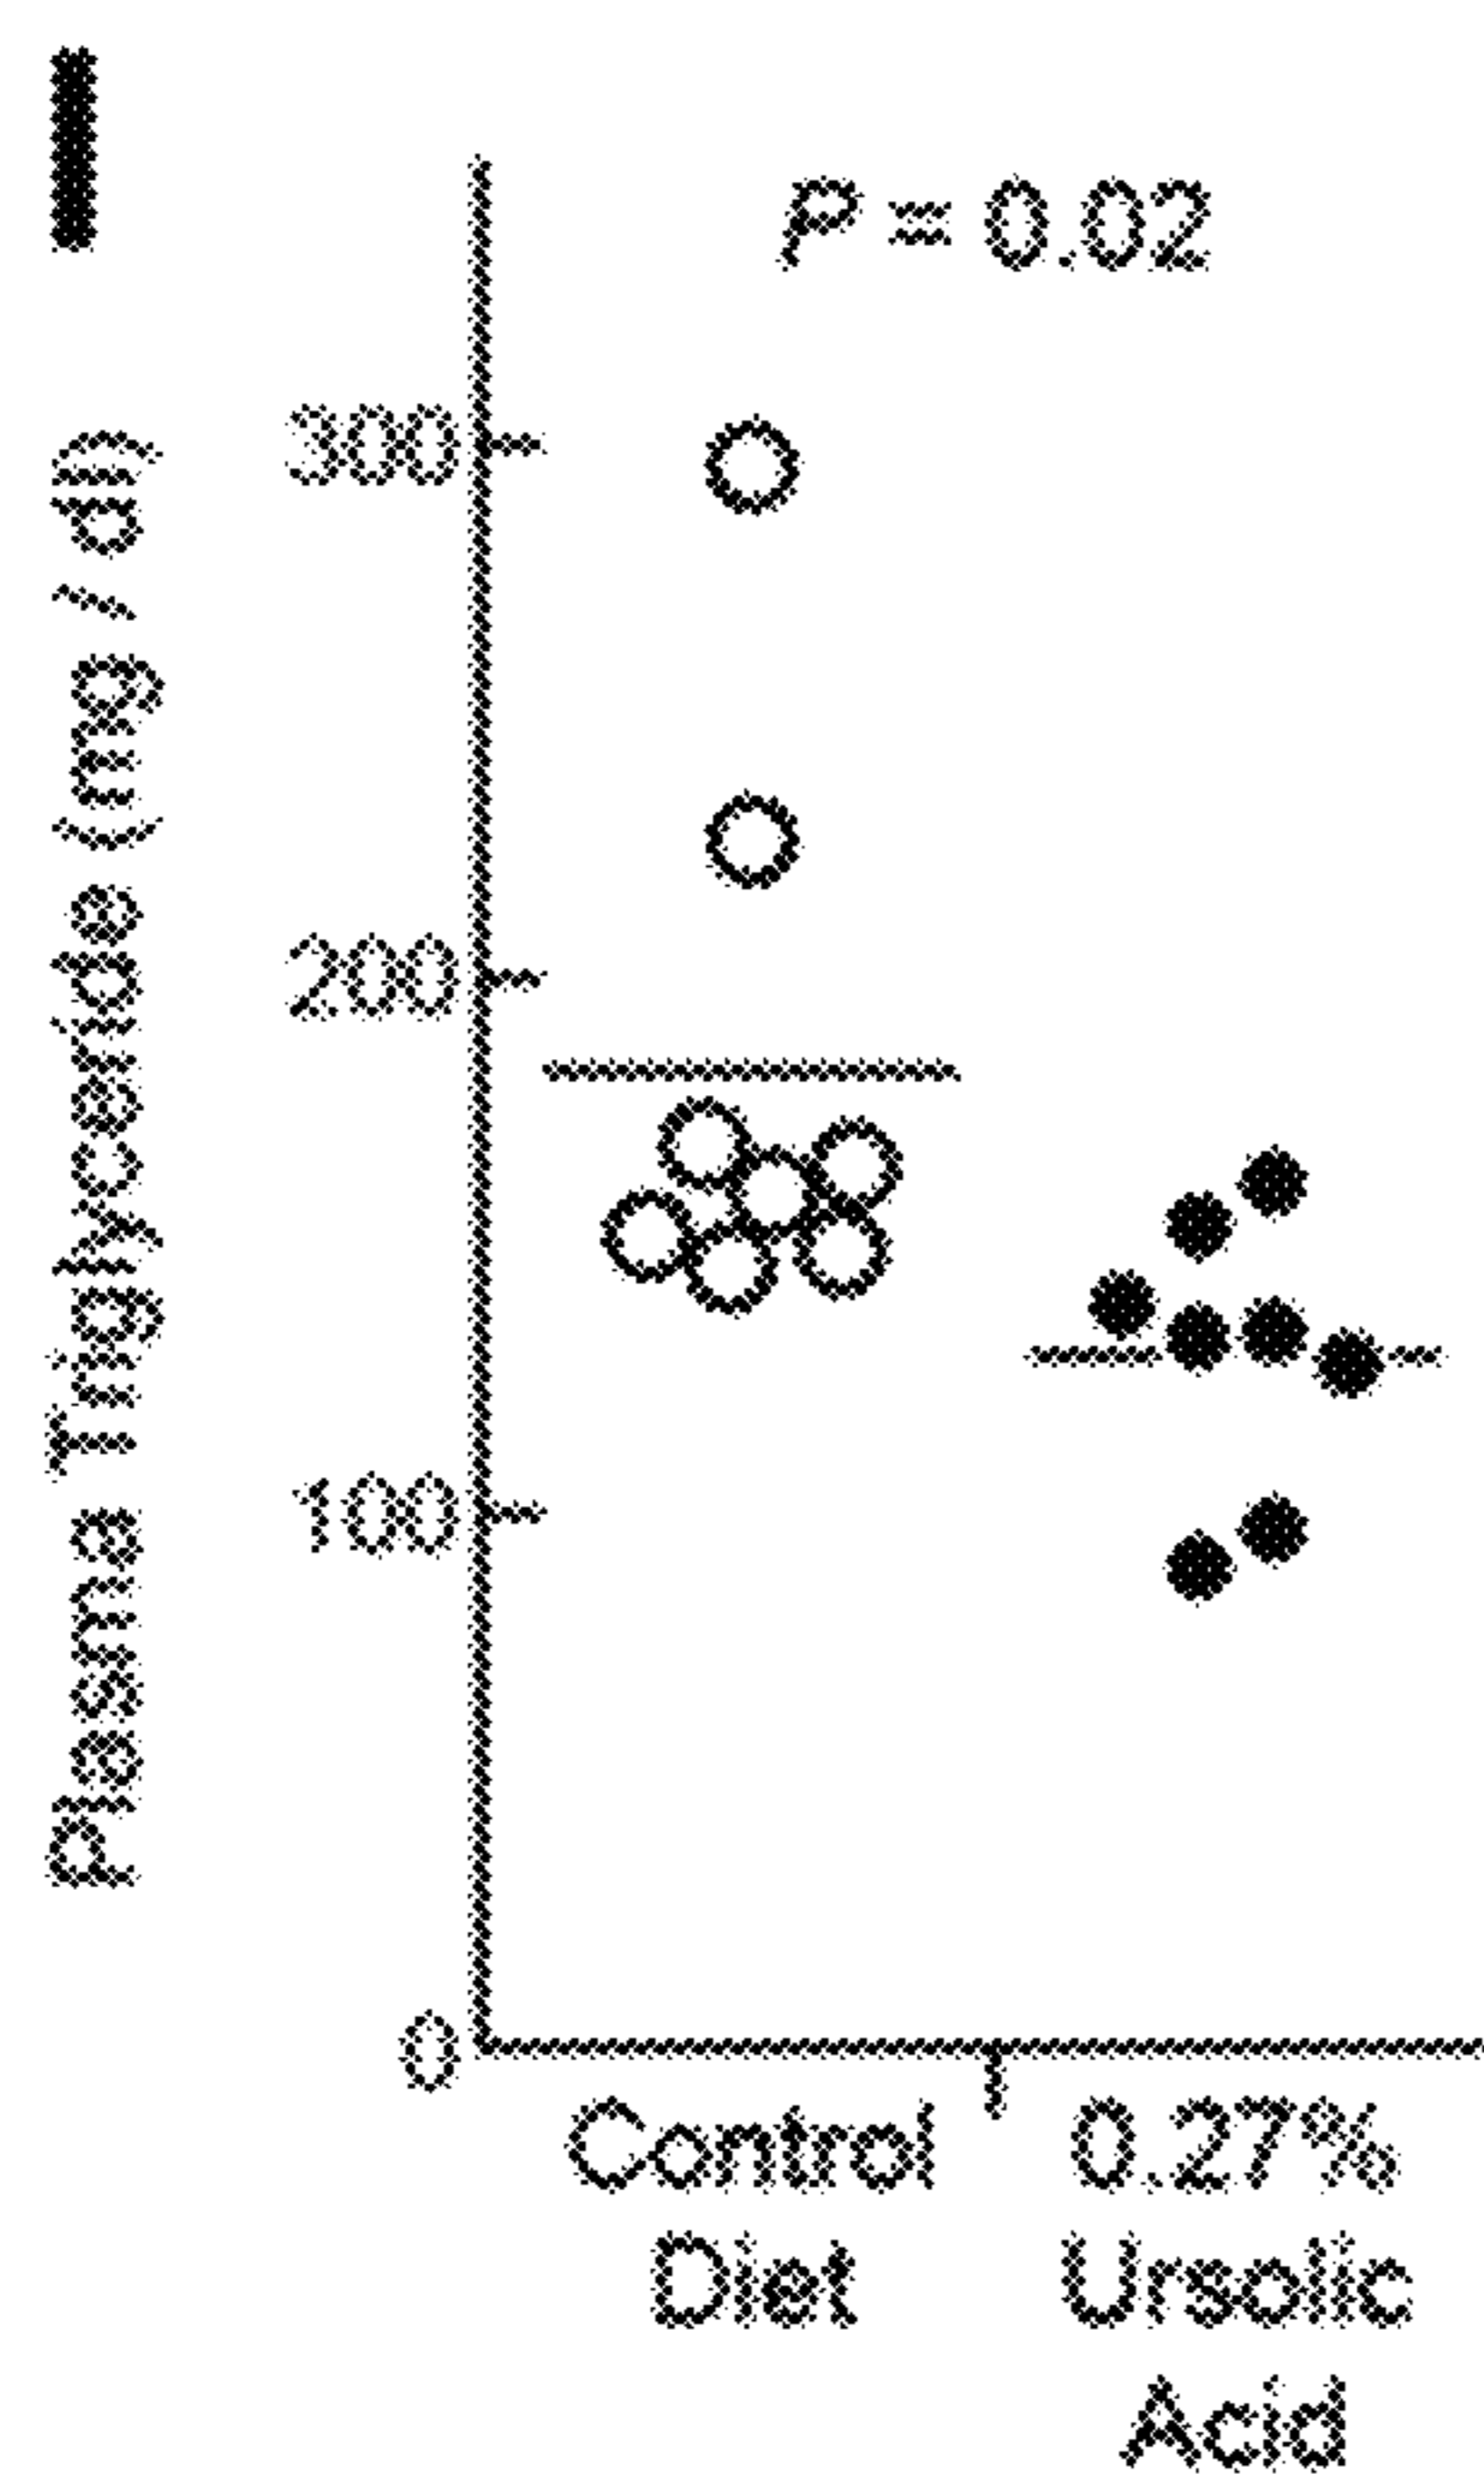 I
P = 0.02
Plasma Triglyceride (mg / dl)
300
200
100
0
Control Diet
0.27% Ursolic Acid